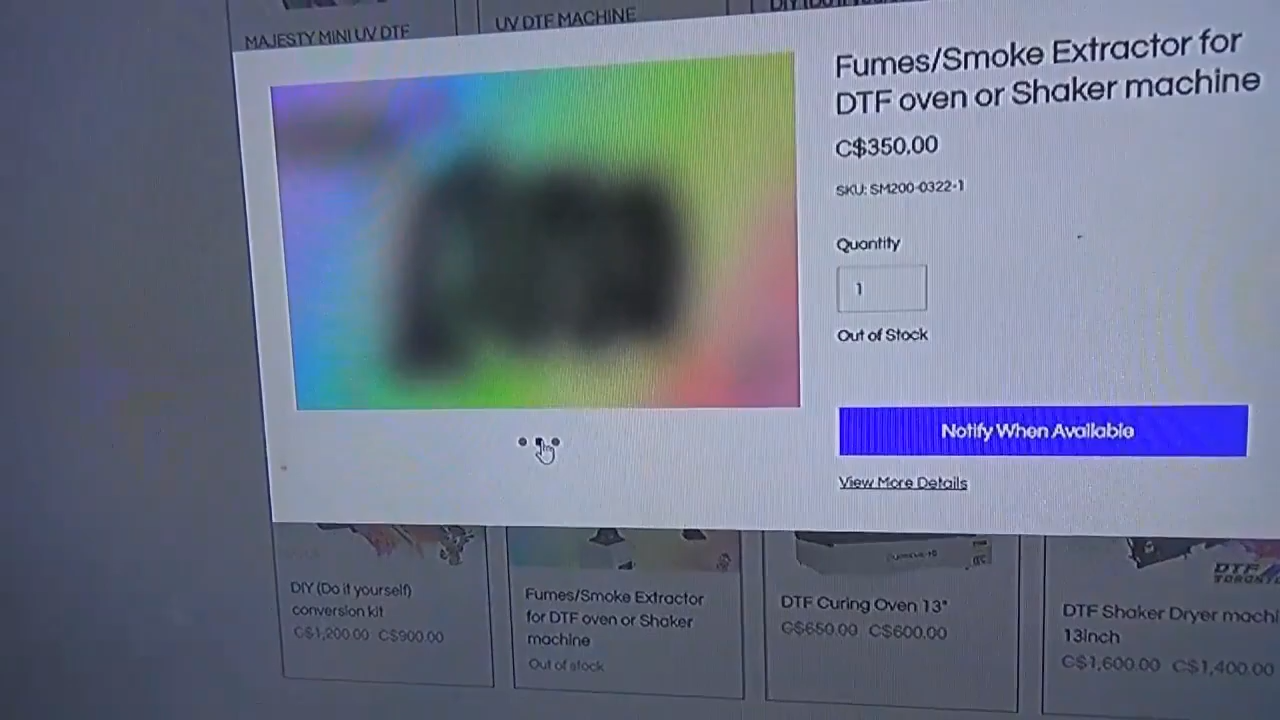 MAJESTY MINI UV DTF
UV DTF MACHINE
Fumes/Smoke Extractor for
DTF oven or Shaker machine
C$350.00
SKU: SM200-0322-1
Quantity
1
Out of Stock
Notify When Available
View More Details
DIY (Do it yourself)
conversion kit
C$1,200.00 C$900.00
Fumes/Smoke Extractor
for DTF oven or Shaker
machine
Out of stock
DTF Curing Oven 13"
C$650.00 C$600.00
DTF
DTF Shaker Dryer machi
13inch
C$1,600.00 C$1,400.00